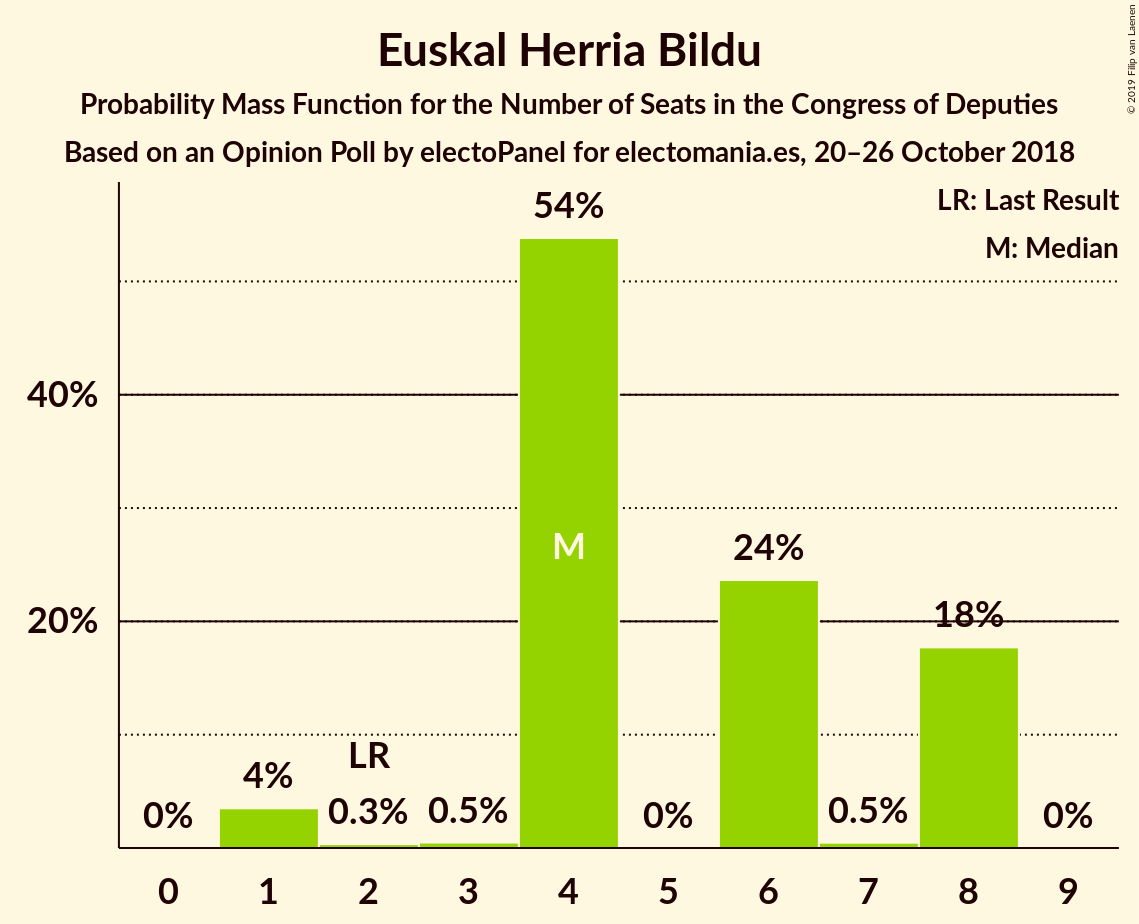 Euskal Herria Bildu
Probability Mass Function for the Number of Seats in the Congress of Deputies
Based on an Opinion Poll by electoPanel for electomania.es, 20–26 October 2018
© 2019 Filip van Laenen
LR: Last Result
M: Median
54%
40%
M
24%
20%
18%
LR
0%
4%
0.3%
0.5%
0%
0.5%
0%
0 1 2 3 4 5 6 7 8 9